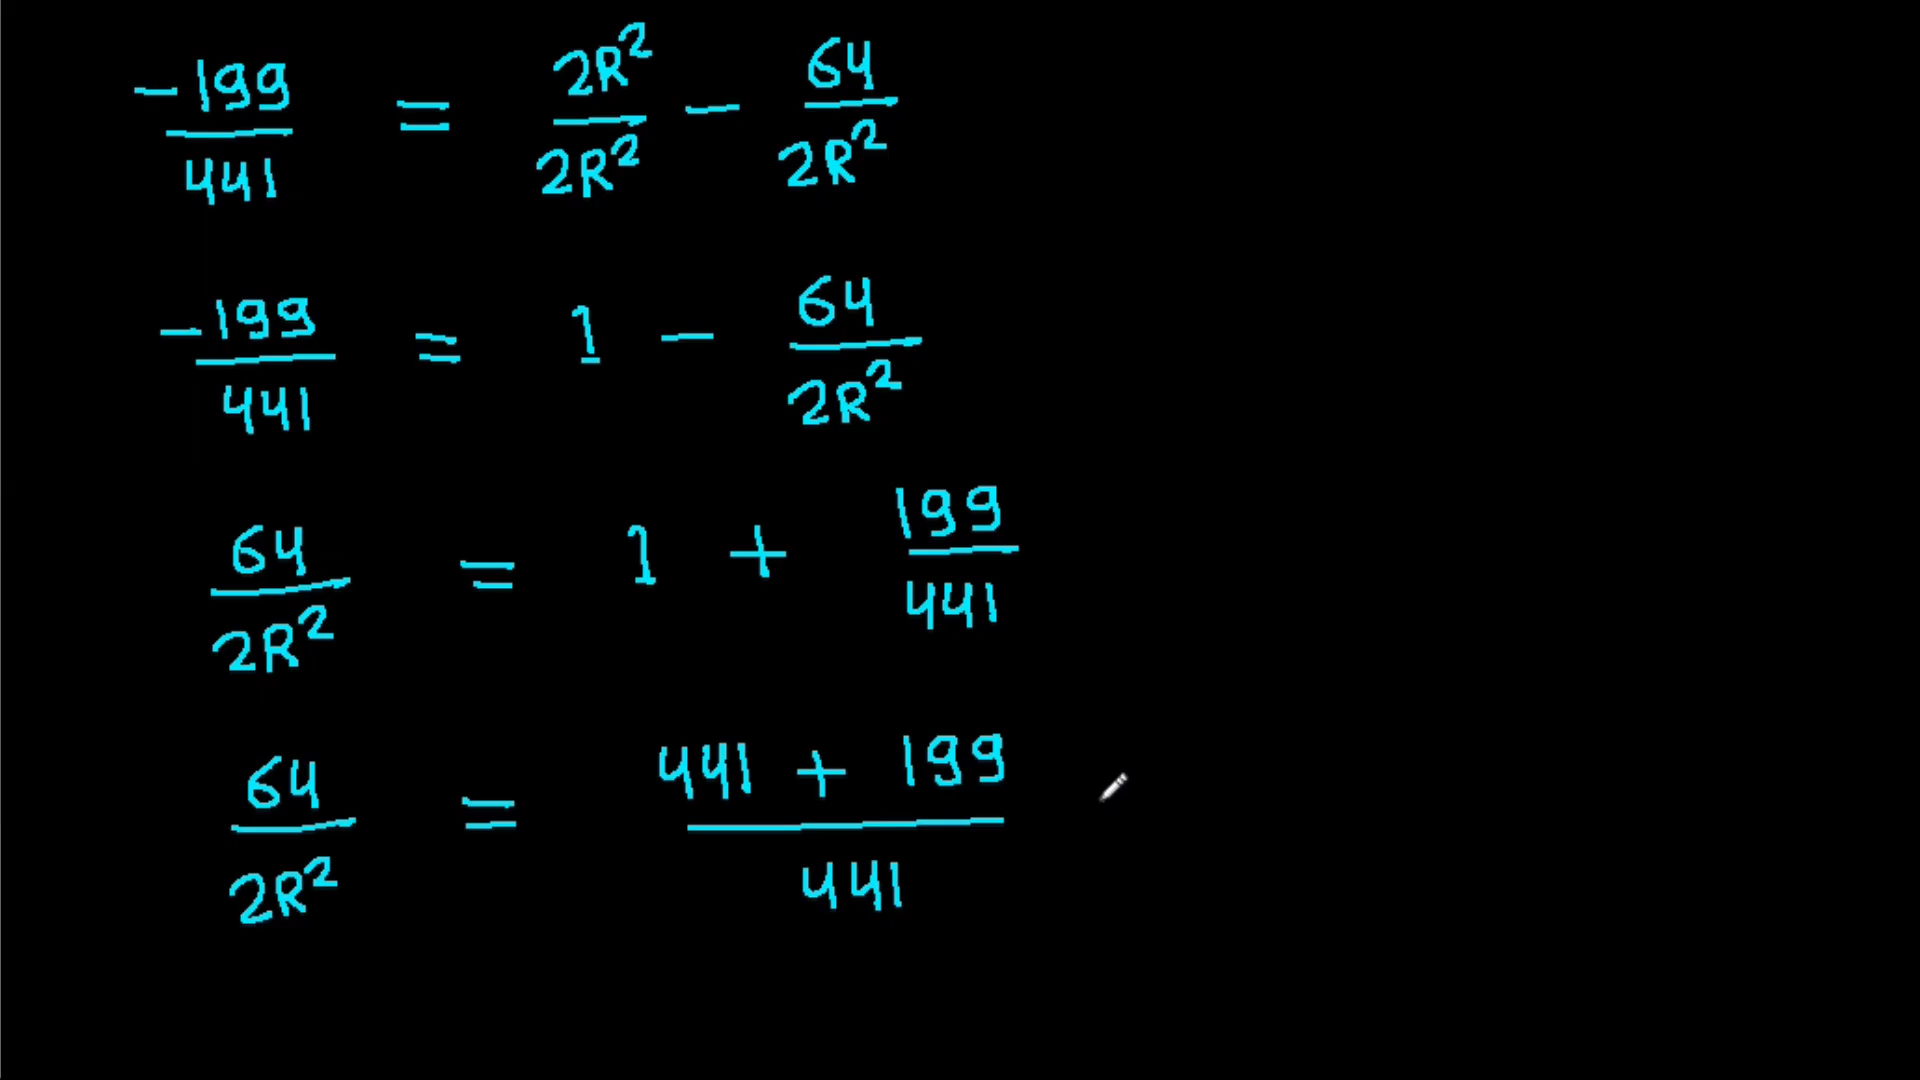 -199/441 = 2R²/2R² - 64/2R²
-199/441 = 1 - 64/2R²
64/2R² = 1 + 199/441
64/2R² = 441 + 199/441